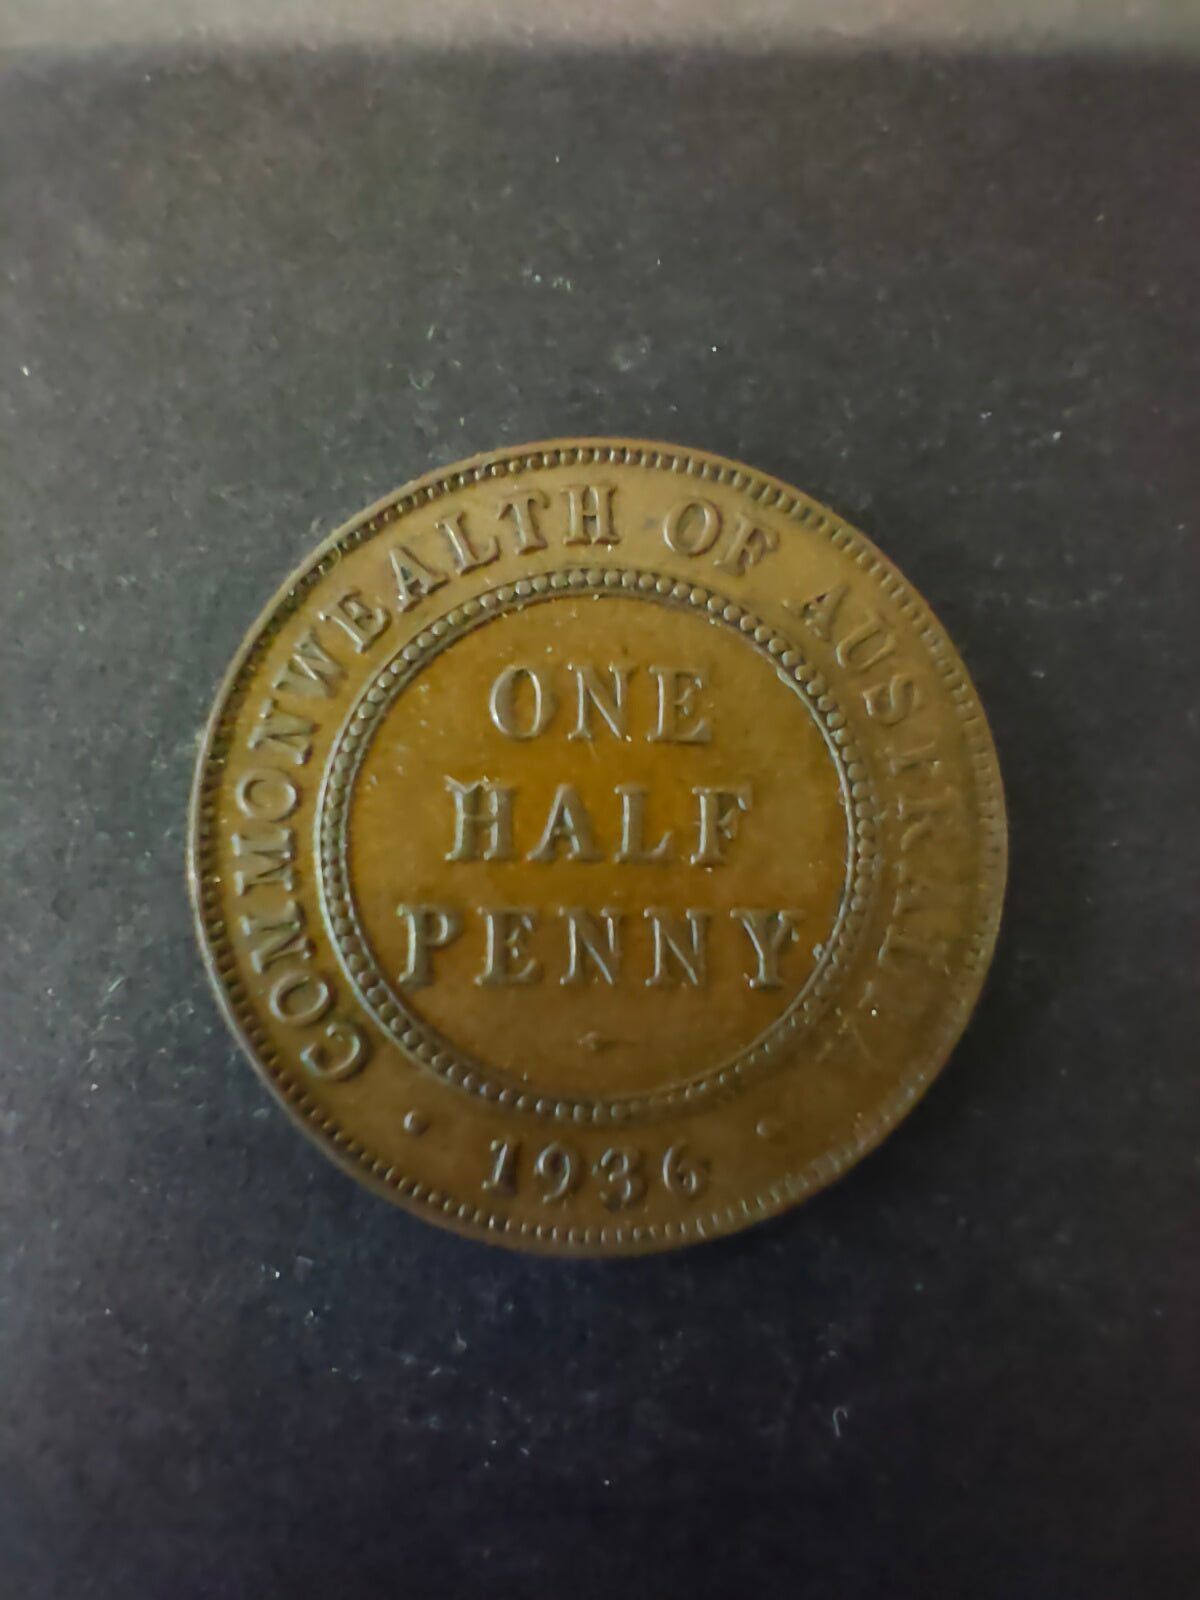 COMMONWEALTH OF AUSTRALIA
ONE
HALF
PENNY
1936